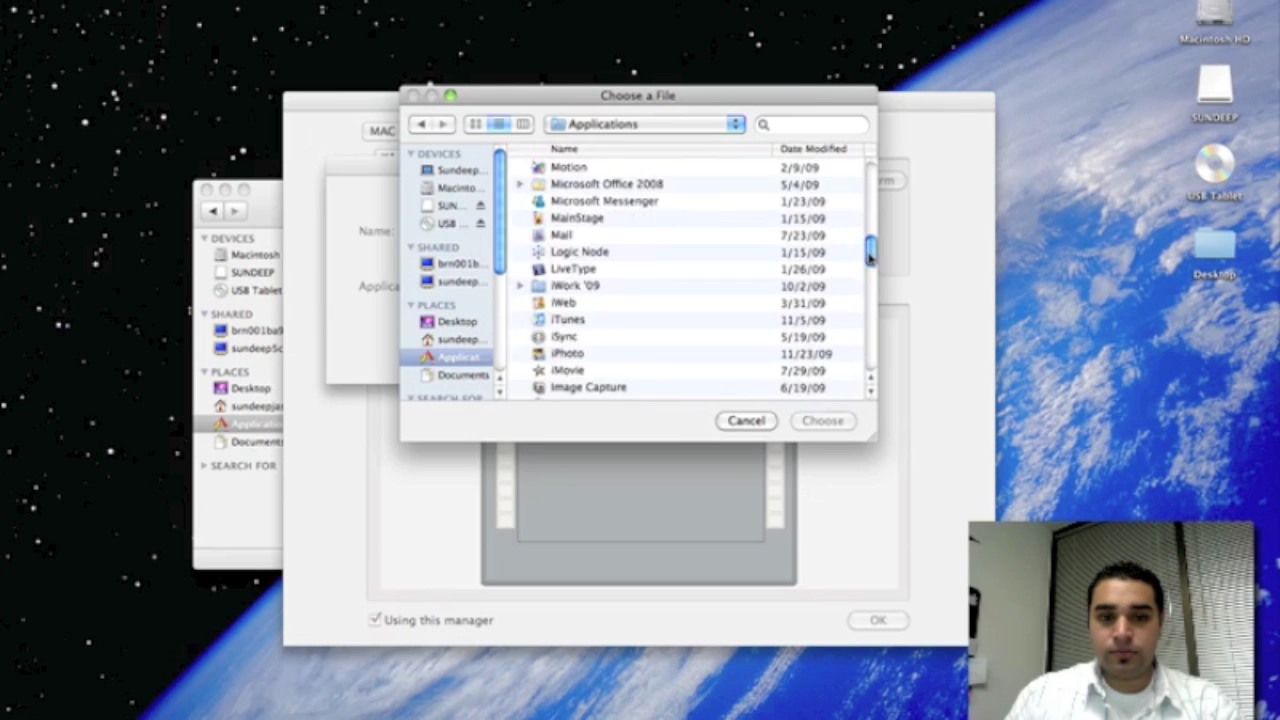 Macintosh HD
SUNDEEP
USB Tablet
Desktop
Choose a File
MAC
Applications
DEVICES
Sundeep...
Macinto...
SUN...
USB ...
SHARED
brn001b...
sundeep...
PLACES
Desktop
sundeep...
Applicat
Documents
SEARCH FOR
Name Date Modified
Motion 2/9/09
Microsoft Office 2008 5/4/09
Microsoft Messenger 1/23/09
MainStage 1/15/09
Mail 7/23/09
Logic Node 1/15/09
LiveType 1/26/09
iWork '09 10/2/09
iWeb 3/31/09
iTunes 11/5/09
iSync 5/19/09
iPhoto 11/23/09
iMovie 7/29/09
Image Capture 6/19/09
Cancel Choose
Name:
Applica
rm
DEVICES
Macintosh
SUNDEEP
USB Tablet
SHARED
brn001ba9
sundeep5c
PLACES
Desktop
sundeepjas
Applicatio
Documents
SEARCH FOR
Using this manager
OK